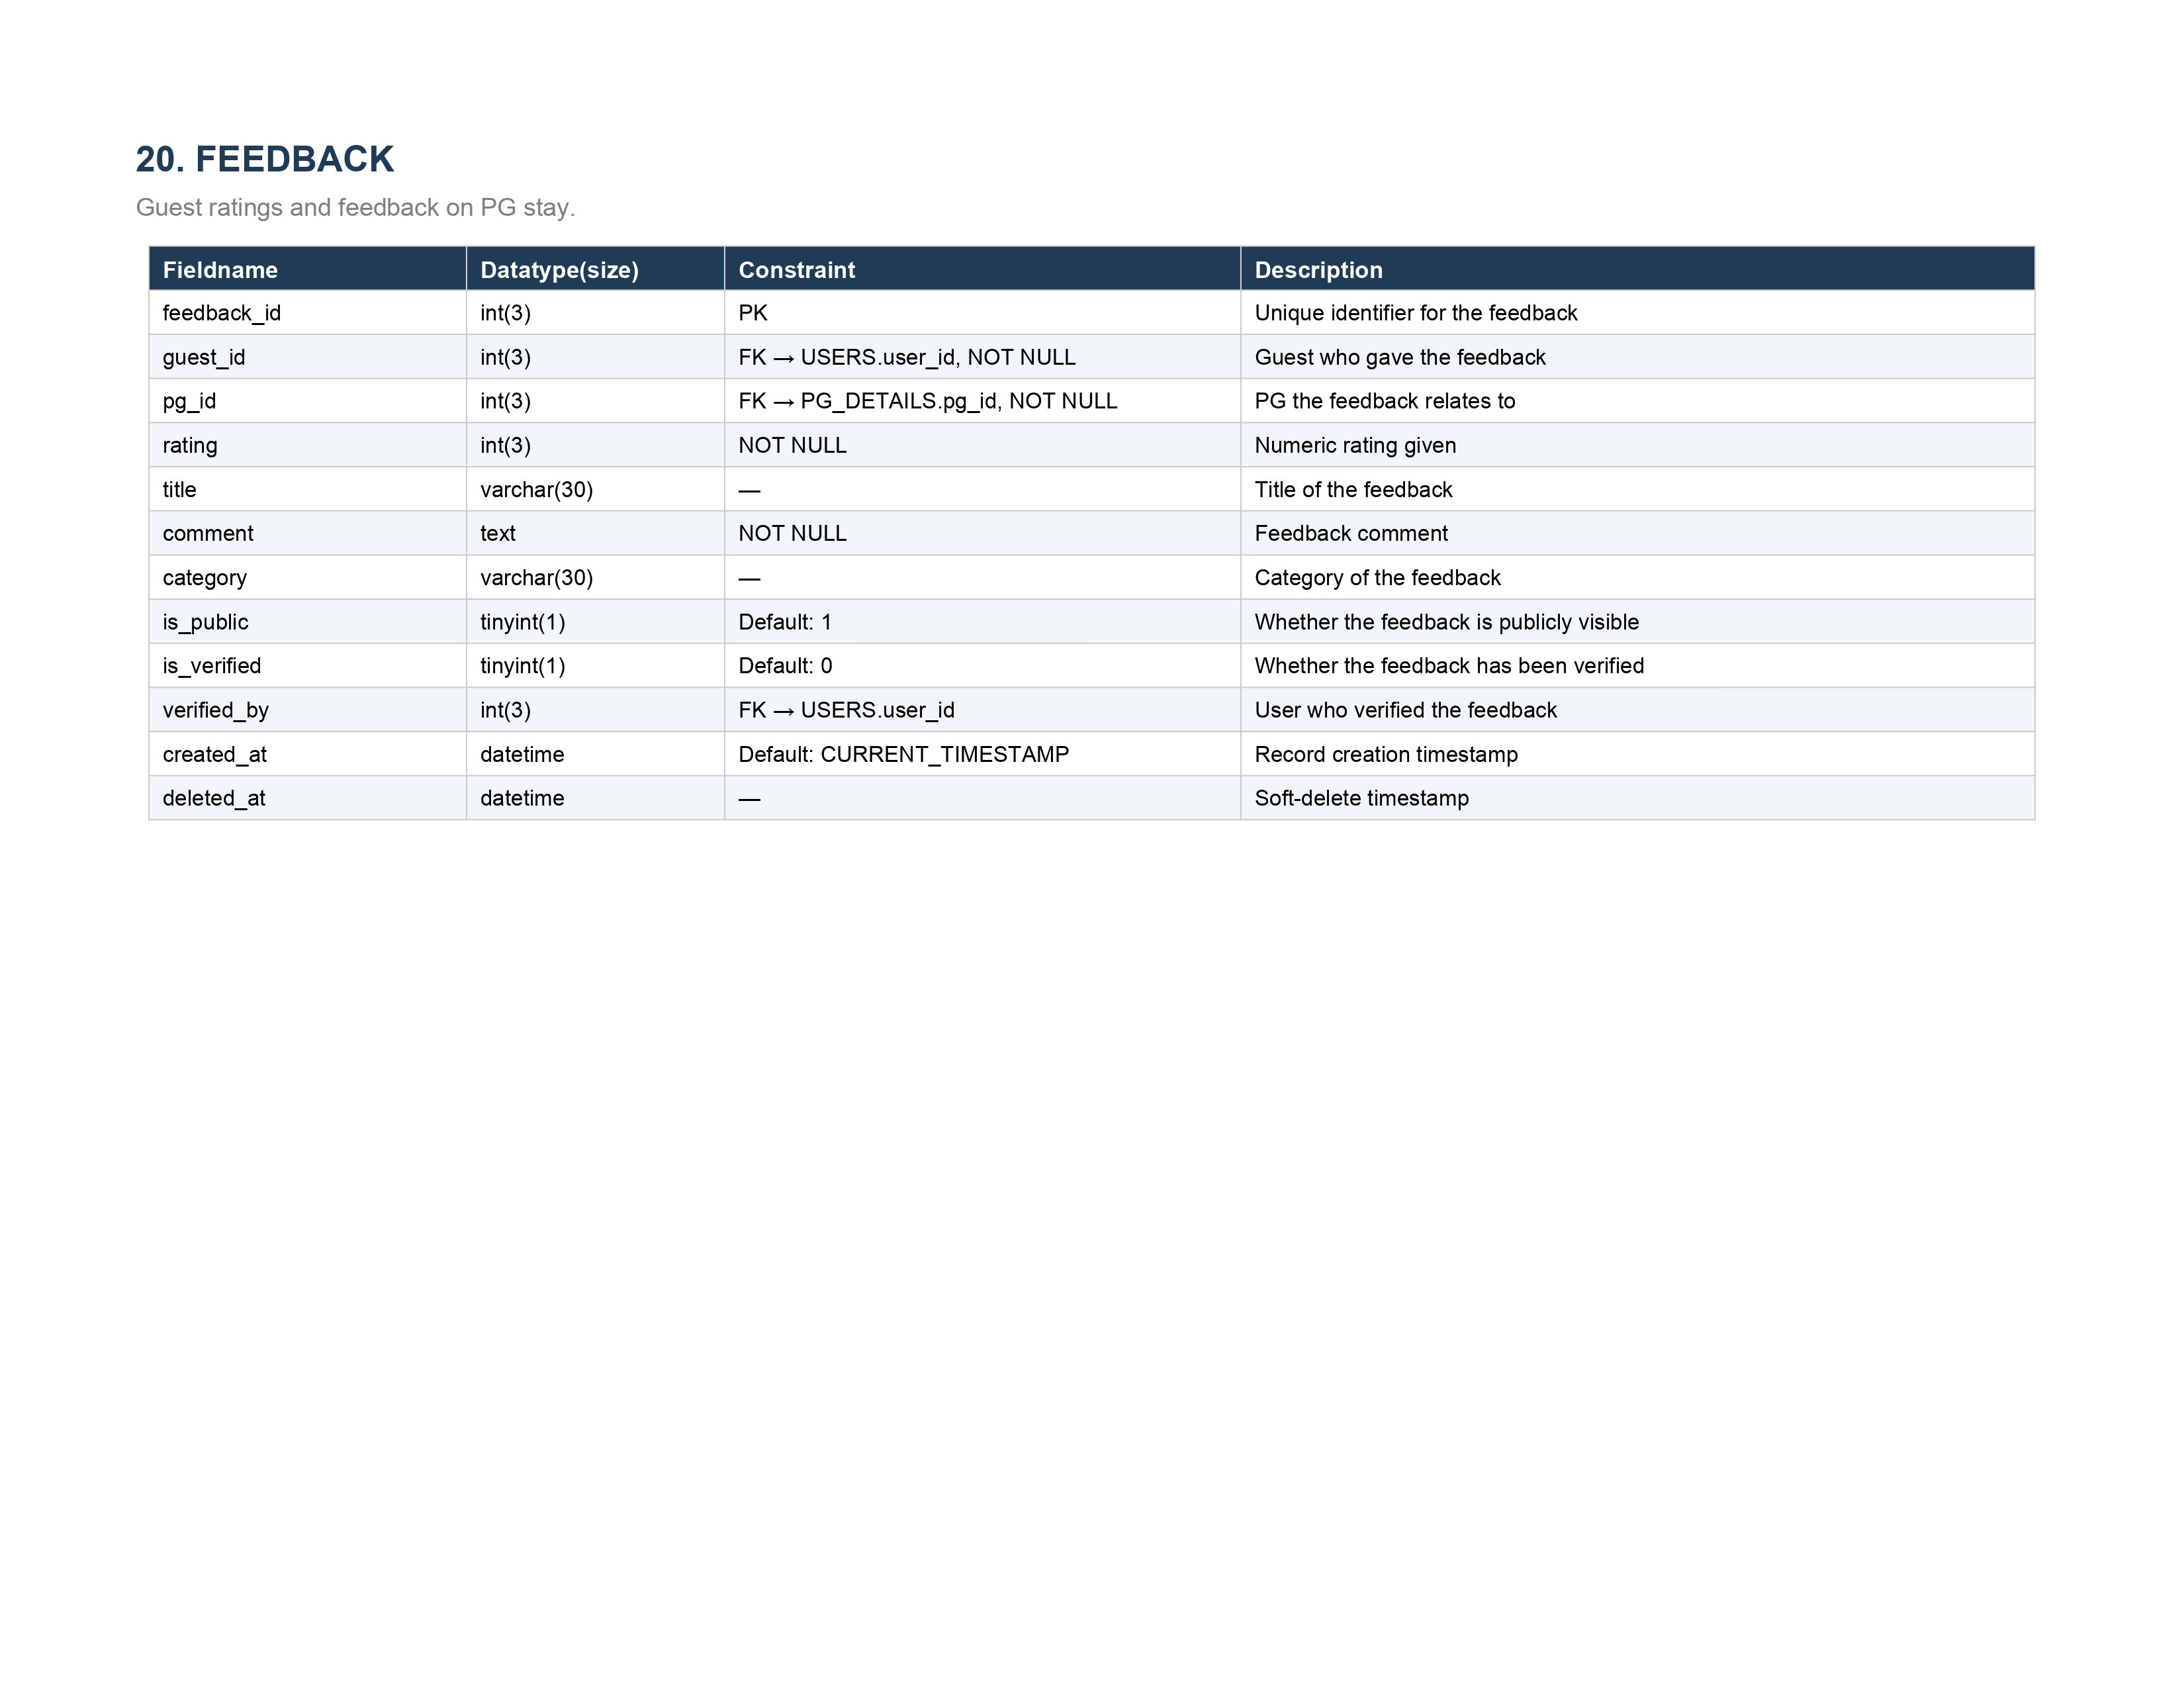 20. FEEDBACK
Guest ratings and feedback on PG stay.
Fieldname Datatype(size) Constraint Description
feedback_id int(3) PK Unique identifier for the feedback
guest_id int(3) FK → USERS.user_id, NOT NULL Guest who gave the feedback
pg_id int(3) FK → PG_DETAILS.pg_id, NOT NULL PG the feedback relates to
rating int(3) NOT NULL Numeric rating given
title varchar(30) — Title of the feedback
comment text NOT NULL Feedback comment
category varchar(30) — Category of the feedback
is_public tinyint(1) Default: 1 Whether the feedback is publicly visible
is_verified tinyint(1) Default: 0 Whether the feedback has been verified
verified_by int(3) FK → USERS.user_id User who verified the feedback
created_at datetime Default: CURRENT_TIMESTAMP Record creation timestamp
deleted_at datetime — Soft-delete timestamp